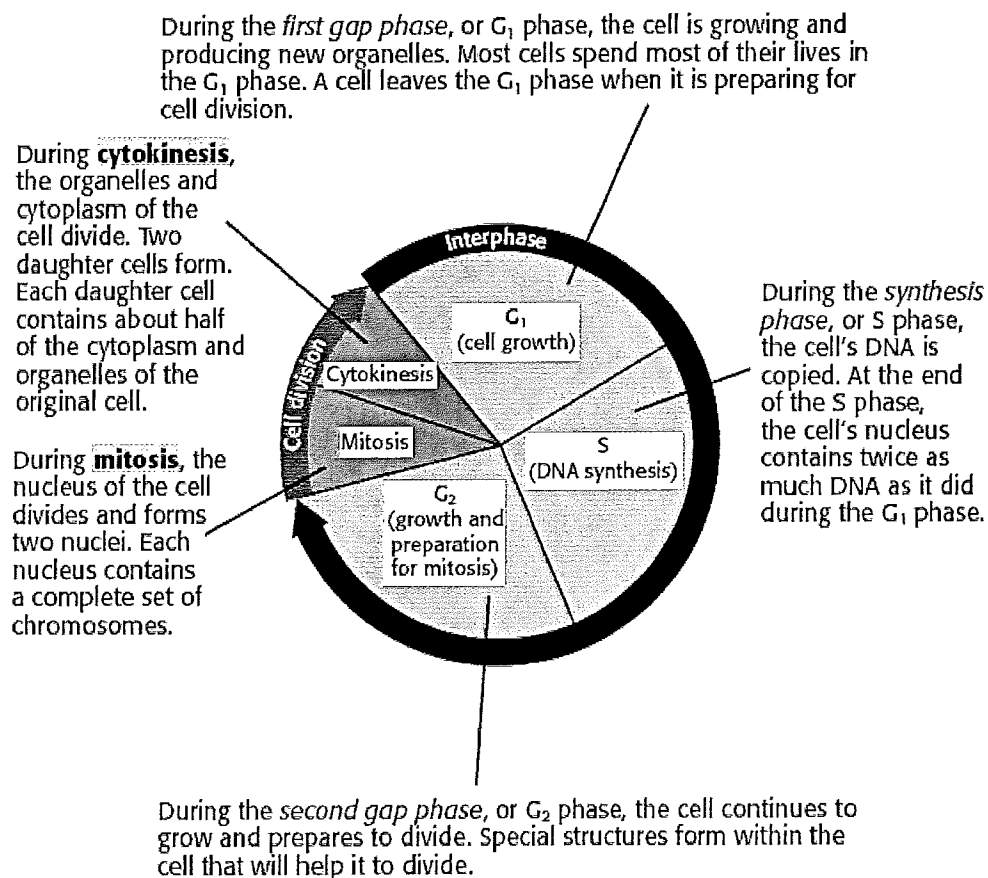 During the first gap phase, or G₁ phase, the cell is growing and
producing new organelles. Most cells spend most of their lives in
the G₁ phase. A cell leaves the G₁ phase when it is preparing for
cell division.
During cytokinesis,
the organelles and
cytoplasm of the
cell divide. Two
daughter cells form.
Each daughter cell
contains about half
of the cytoplasm and
organelles of the
original cell.
During mitosis, the
nucleus of the cell
divides and forms
two nuclei. Each
nucleus contains
a complete set of
chromosomes.
Interphase
Cell division
G₁
(cell growth)
Cytokinesis
Mitosis
S
(DNA synthesis)
G₂
(growth and
preparation
for mitosis)
During the synthesis
phase, or S phase,
the cell's DNA is
copied. At the end
of the S phase,
the cell's nucleus
contains twice as
much DNA as it did
during the G₁ phase.
During the second gap phase, or G₂ phase, the cell continues to
grow and prepares to divide. Special structures form within the
cell that will help it to divide.